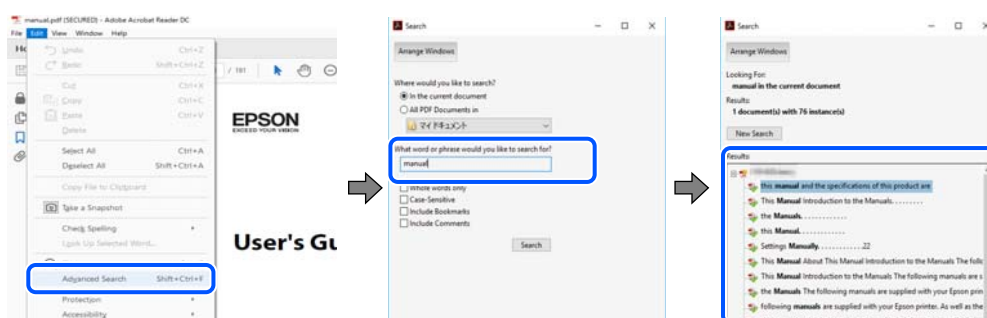 manual.pdf (SECURED) - Adobe Acrobat Reader DC
File Edit View Window Help
Undo Ctrl+Z
Redo Shift+Ctrl+Z
Cut Ctrl+X
Copy Ctrl+C
Paste Ctrl+V
Delete
Select All Ctrl+A
Deselect All Shift+Ctrl+A
Copy File to Clipboard
Take a Snapshot
Check Spelling
Look Up Selected Word...
Advanced Search Shift+Ctrl+F
Protection
Accessibility
/ 191
EPSON
EXCEED YOUR VISION
User's Gu
Search
Arrange Windows
Where would you like to search?
In the current document
All PDF Documents in
マイドキュメント
What word or phrase would you like to search for?
manual
Whole words only
Case-Sensitive
Include Bookmarks
Include Comments
Search
Search
Arrange Windows
Looking For:
manual in the current document
Results:
1 document(s) with 76 instance(s)
New Search
Results:
this manual and the specifications of this product are
This Manual Introduction to the Manuals. . . . . . . . .
the Manuals. . . . . . . . . . . . .
this Manual. . . . . . . . . . . . .
Settings Manually. . . . . . . . . . . . .22
This Manual About This Manual Introduction to the Manuals The follo
This Manual Introduction to the Manuals The following manuals are s
the Manuals The following manuals are supplied with your Epson prin
following manuals are supplied with your Epson printer. As well as the